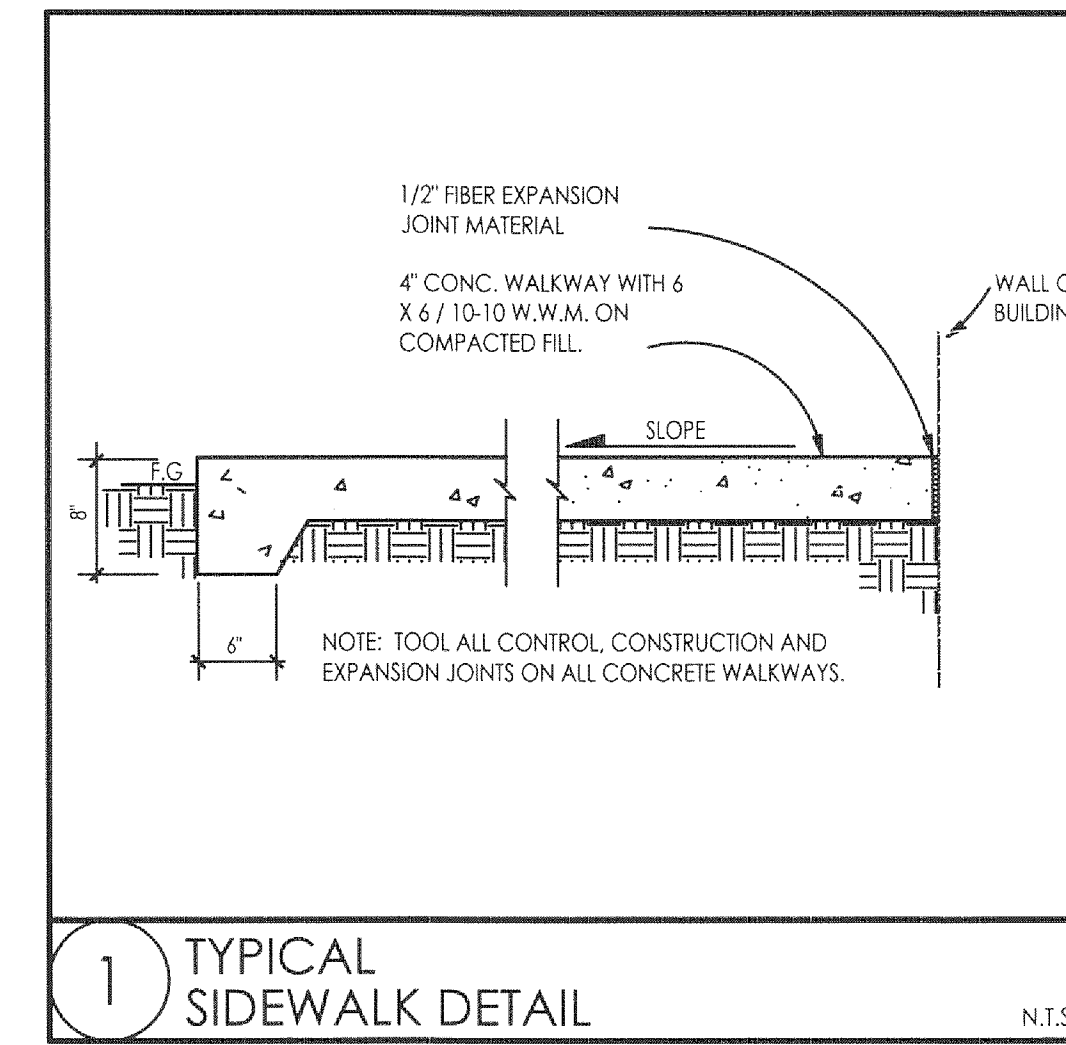 1/2" FIBER EXPANSION
JOINT MATERIAL
4" CONC. WALKWAY WITH 6
X 6 / 10-10 W.W.M. ON
COMPACTED FILL.
WALL
SLOPE
F.G
8"
6"
NOTE: TOOL ALL CONTROL, CONSTRUCTION AND
EXPANSION JOINTS ON ALL CONCRETE WALKWAYS.
1
TYPICAL
SIDEWALK DETAIL
N.T.S